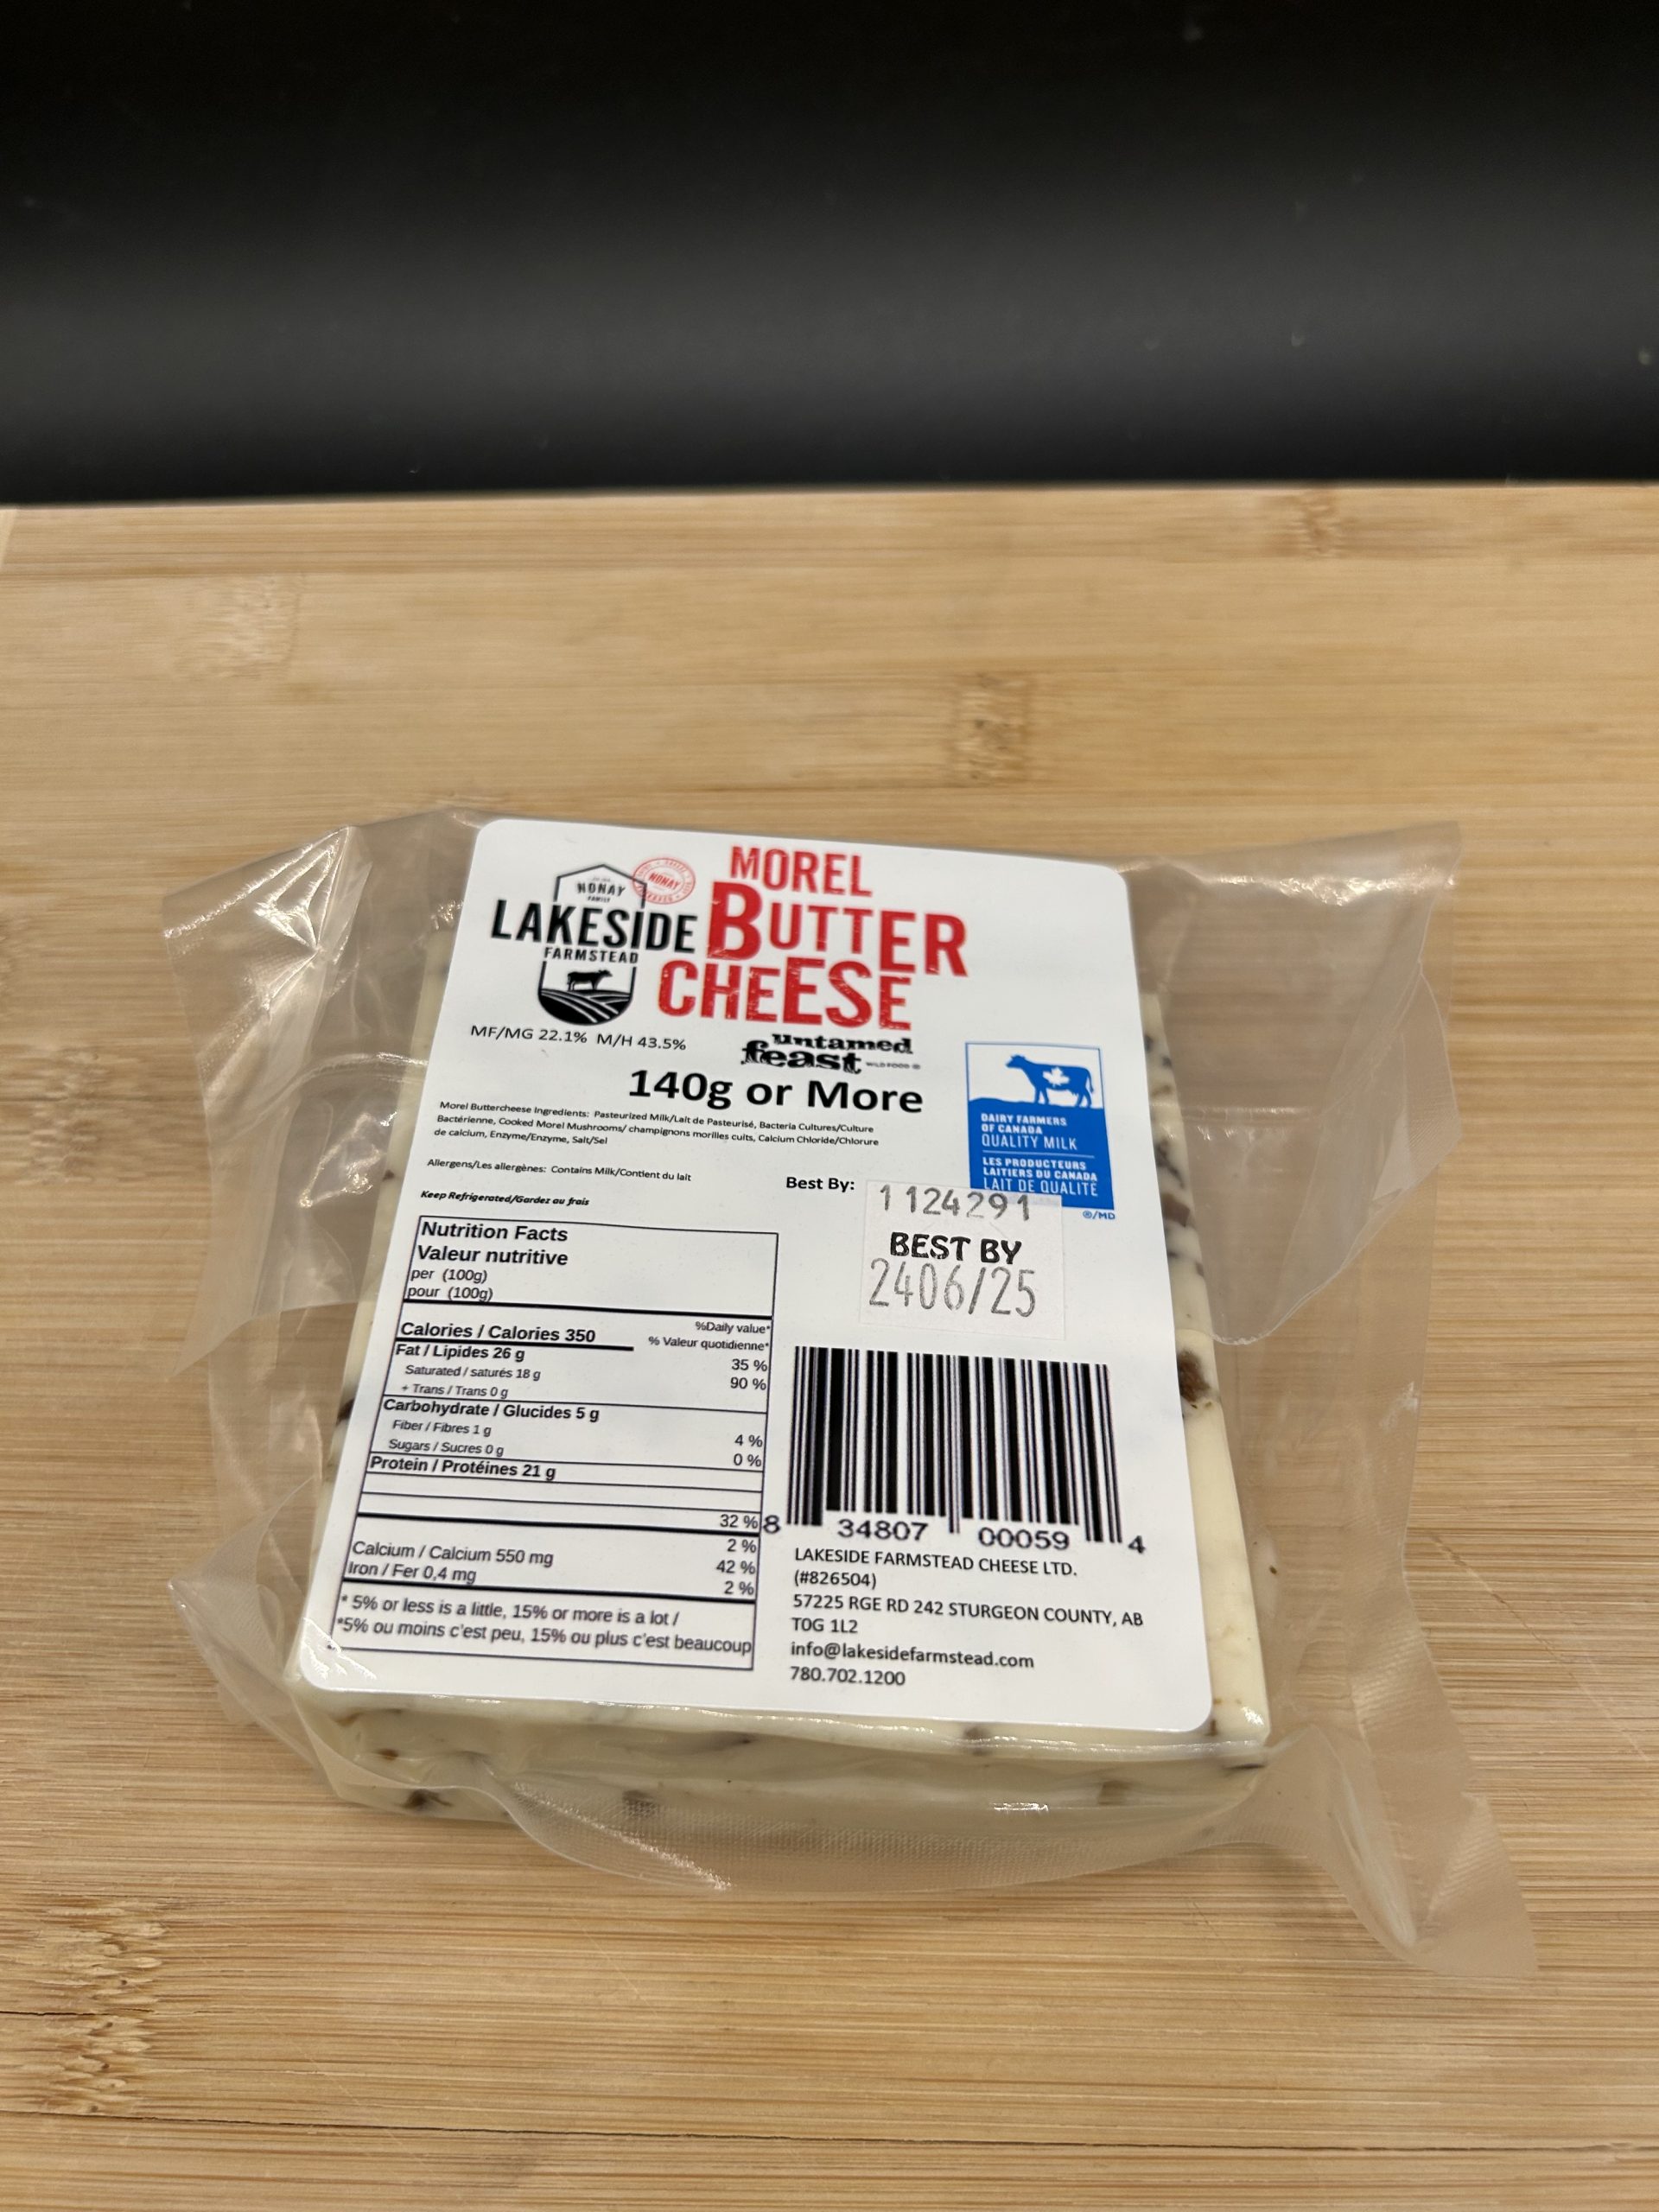 MOREL
BUTTER
CHEESE
NONAY
FAMILY
NONAY
LAKESIDE
FARMSTEAD
MF/MG 22.1% M/H 43.5%
untamed
feast
140g or More
Morel Buttercheese Ingredients: Pasteurized Milk/Lait de Pasteurisé, Bacteria Cultures/Culture
Bactérienne, Cooked Morel Mushrooms/ champignons morilles cuits, Calcium Chloride/Chlorure
de calcium, Enzyme/Enzyme, Salt/Sel
Allergens/Les allergènes: Contains Milk/Contient du lait
Keep Refrigerated/Gardez au frais
DAIRY FARMERS
OF CANADA
QUALITY MILK
LES PRODUCTEURS
LAITIERS DU CANADA
LAIT DE QUALITÉ
®/MD
Best By:
1 124291
BEST BY
2406/25
Nutrition Facts
Valeur nutritive
per (100g)
pour (100g)
%Daily value*
% Valeur quotidienne*
Calories / Calories 350
Fat / Lipides 26 g 35 %
Saturated / saturés 18 g 90 %
+ Trans / Trans 0 g
Carbohydrate / Glucides 5 g
Fiber / Fibres 1 g 4 %
Sugars / Sucres 0 g 0 %
Protein / Protéines 21 g
32 %
2 %
Calcium / Calcium 550 mg 42 %
Iron / Fer 0,4 mg 2 %
* 5% or less is a little, 15% or more is a lot /
*5% ou moins c'est peu, 15% ou plus c'est beaucoup
8 34807 00059 4
LAKESIDE FARMSTEAD CHEESE LTD.
(#826504)
57225 RGE RD 242 STURGEON COUNTY, AB
T0G 1L2
info@lakesidefarmstead.com
780.702.1200